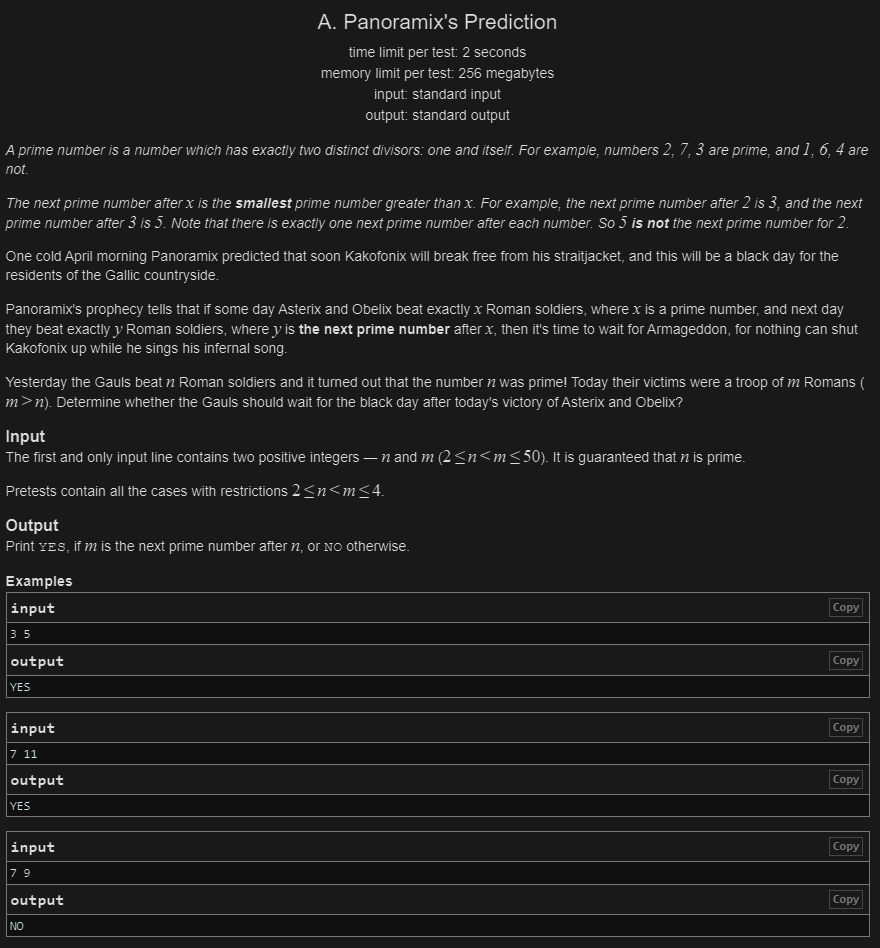 A. Panoramix's Prediction
time limit per test: 2 seconds
memory limit per test: 256 megabytes
input: standard input
output: standard output
A prime number is a number which has exactly two distinct divisors: one and itself. For example, numbers 2, 7, 3 are prime, and 1, 6, 4 are
not.
The next prime number after x is the smallest prime number greater than x. For example, the next prime number after 2 is 3, and the next
prime number after 3 is 5. Note that there is exactly one next prime number after each number. So 5 is not the next prime number for 2.
One cold April morning Panoramix predicted that soon Kakofonix will break free from his straitjacket, and this will be a black day for the
residents of the Gallic countryside.
Panoramix's prophecy tells that if some day Asterix and Obelix beat exactly x Roman soldiers, where x is a prime number, and next day
they beat exactly y Roman soldiers, where y is the next prime number after x, then it's time to wait for Armageddon, for nothing can shut
Kakofonix up while he sings his infernal song.
Yesterday the Gauls beat n Roman soldiers and it turned out that the number n was prime! Today their victims were a troop of m Romans (
m > n). Determine whether the Gauls should wait for the black day after today's victory of Asterix and Obelix?
Input
The first and only input line contains two positive integers — n and m (2 ≤ n < m ≤ 50). It is guaranteed that n is prime.
Pretests contain all the cases with restrictions 2 ≤ n < m ≤ 4.
Output
Print YES, if m is the next prime number after n, or NO otherwise.
Examples
input Copy
3 5
output Copy
YES
input Copy
7 11
output Copy
YES
input Copy
7 9
output Copy
NO